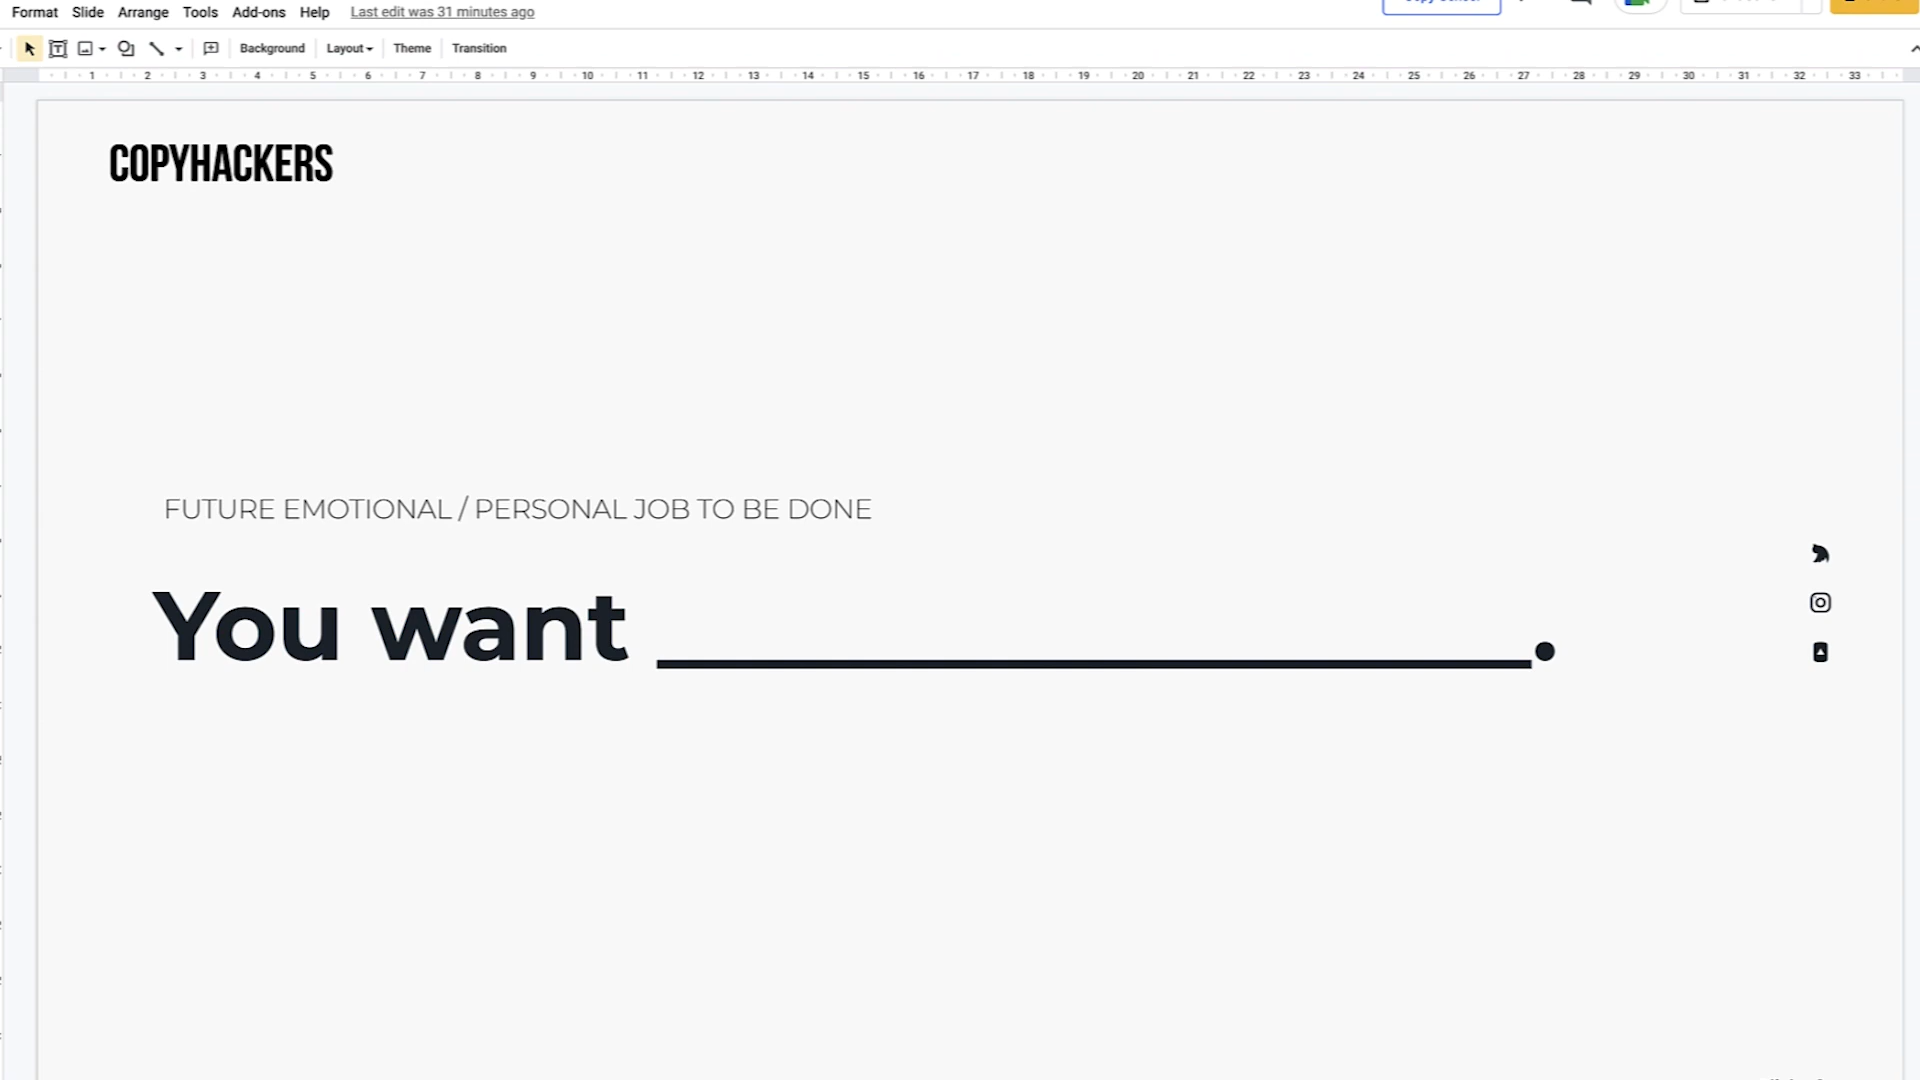 Format Slide Arrange Tools Add-ons Help Last edit was 31 minutes ago
Background Layout Theme Transition
1 2 3 4 5 6 7 8 9 10 11 12 13 14 15 16 17 18 19 20 21 22 23 24 25 26 27 28 29 30 31 32 33
COPYHACKERS
FUTURE EMOTIONAL / PERSONAL JOB TO BE DONE
You want ____________________.